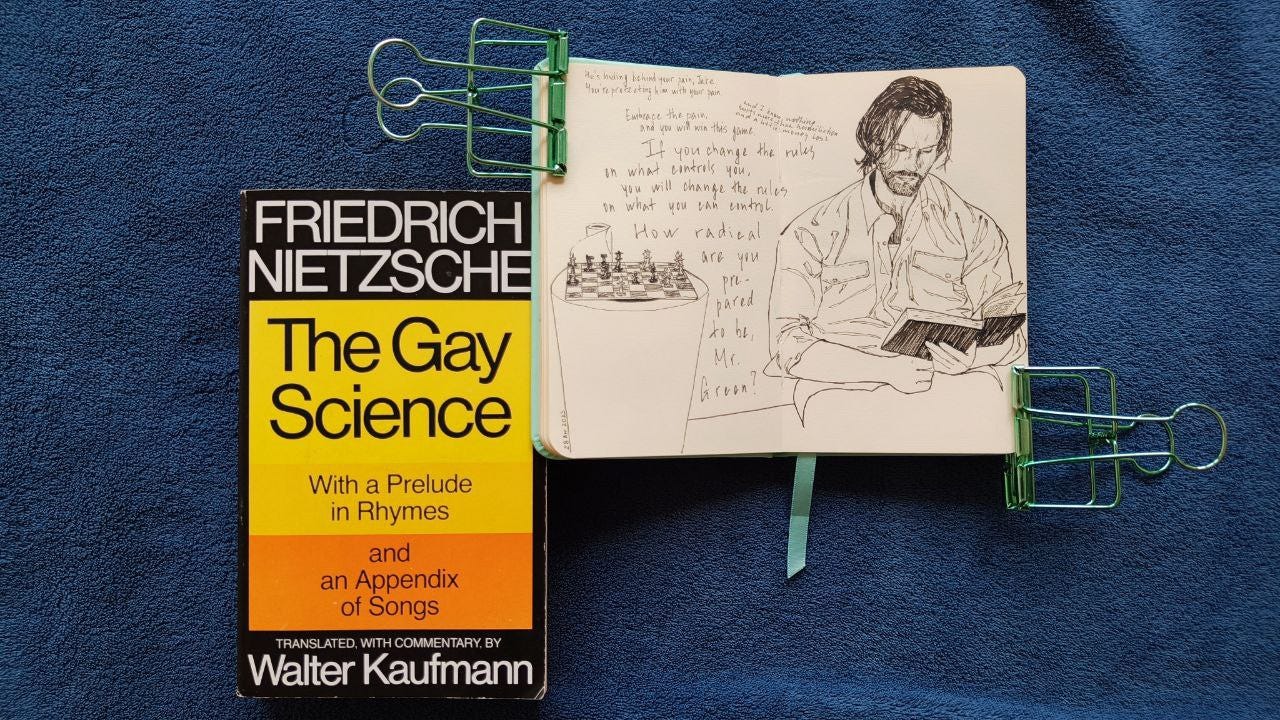 FRIEDRICH
NIETZSCHE
The Gay
Science
With a Prelude
in Rhymes
and
an Appendix
of Songs
TRANSLATED, WITH COMMENTARY, BY
Walter Kaufmann
He's hiding behind your pain, Jake.
You're protecting him with your pain.
Embrace the pain,
and you will win this game.
If you change the rules
on what controls you,
you will change the rules
on what you can control.
How radical
are you
pre-
pared
to be,
Mr.
Green?
and I knew nothing